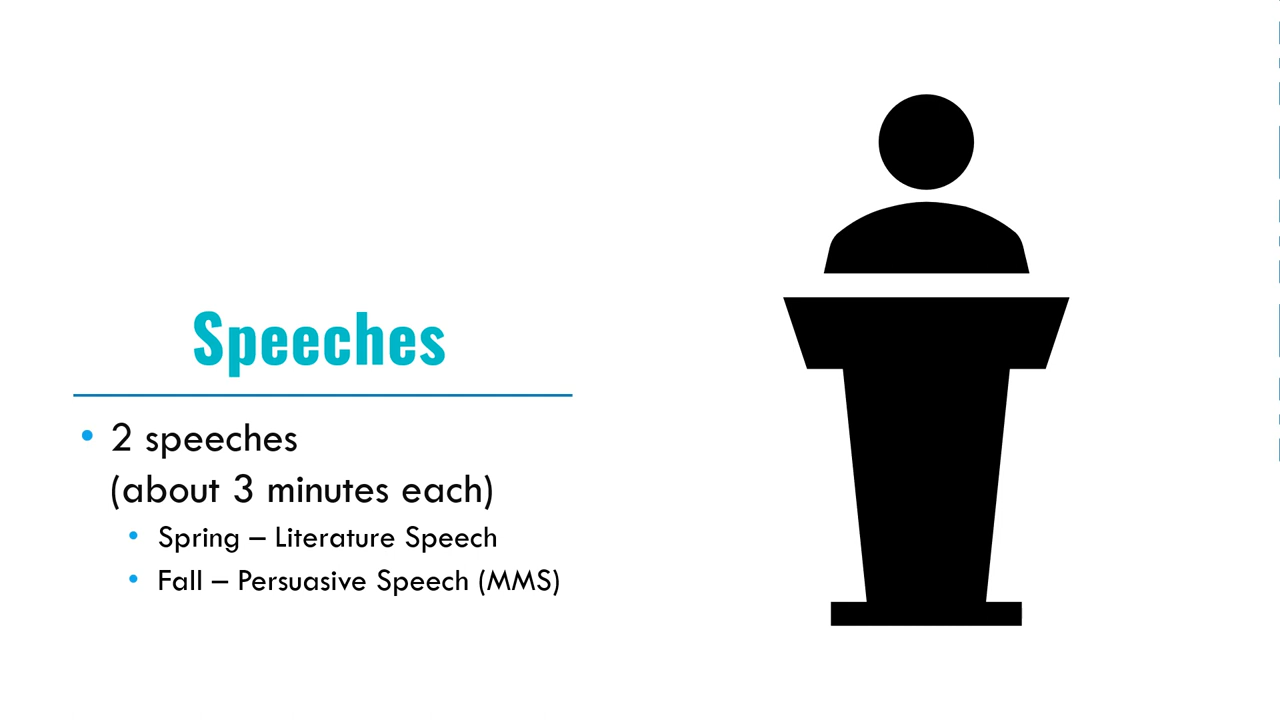 Speeches
• 2 speeches
(about 3 minutes each)
• Spring – Literature Speech
• Fall – Persuasive Speech (MMS)